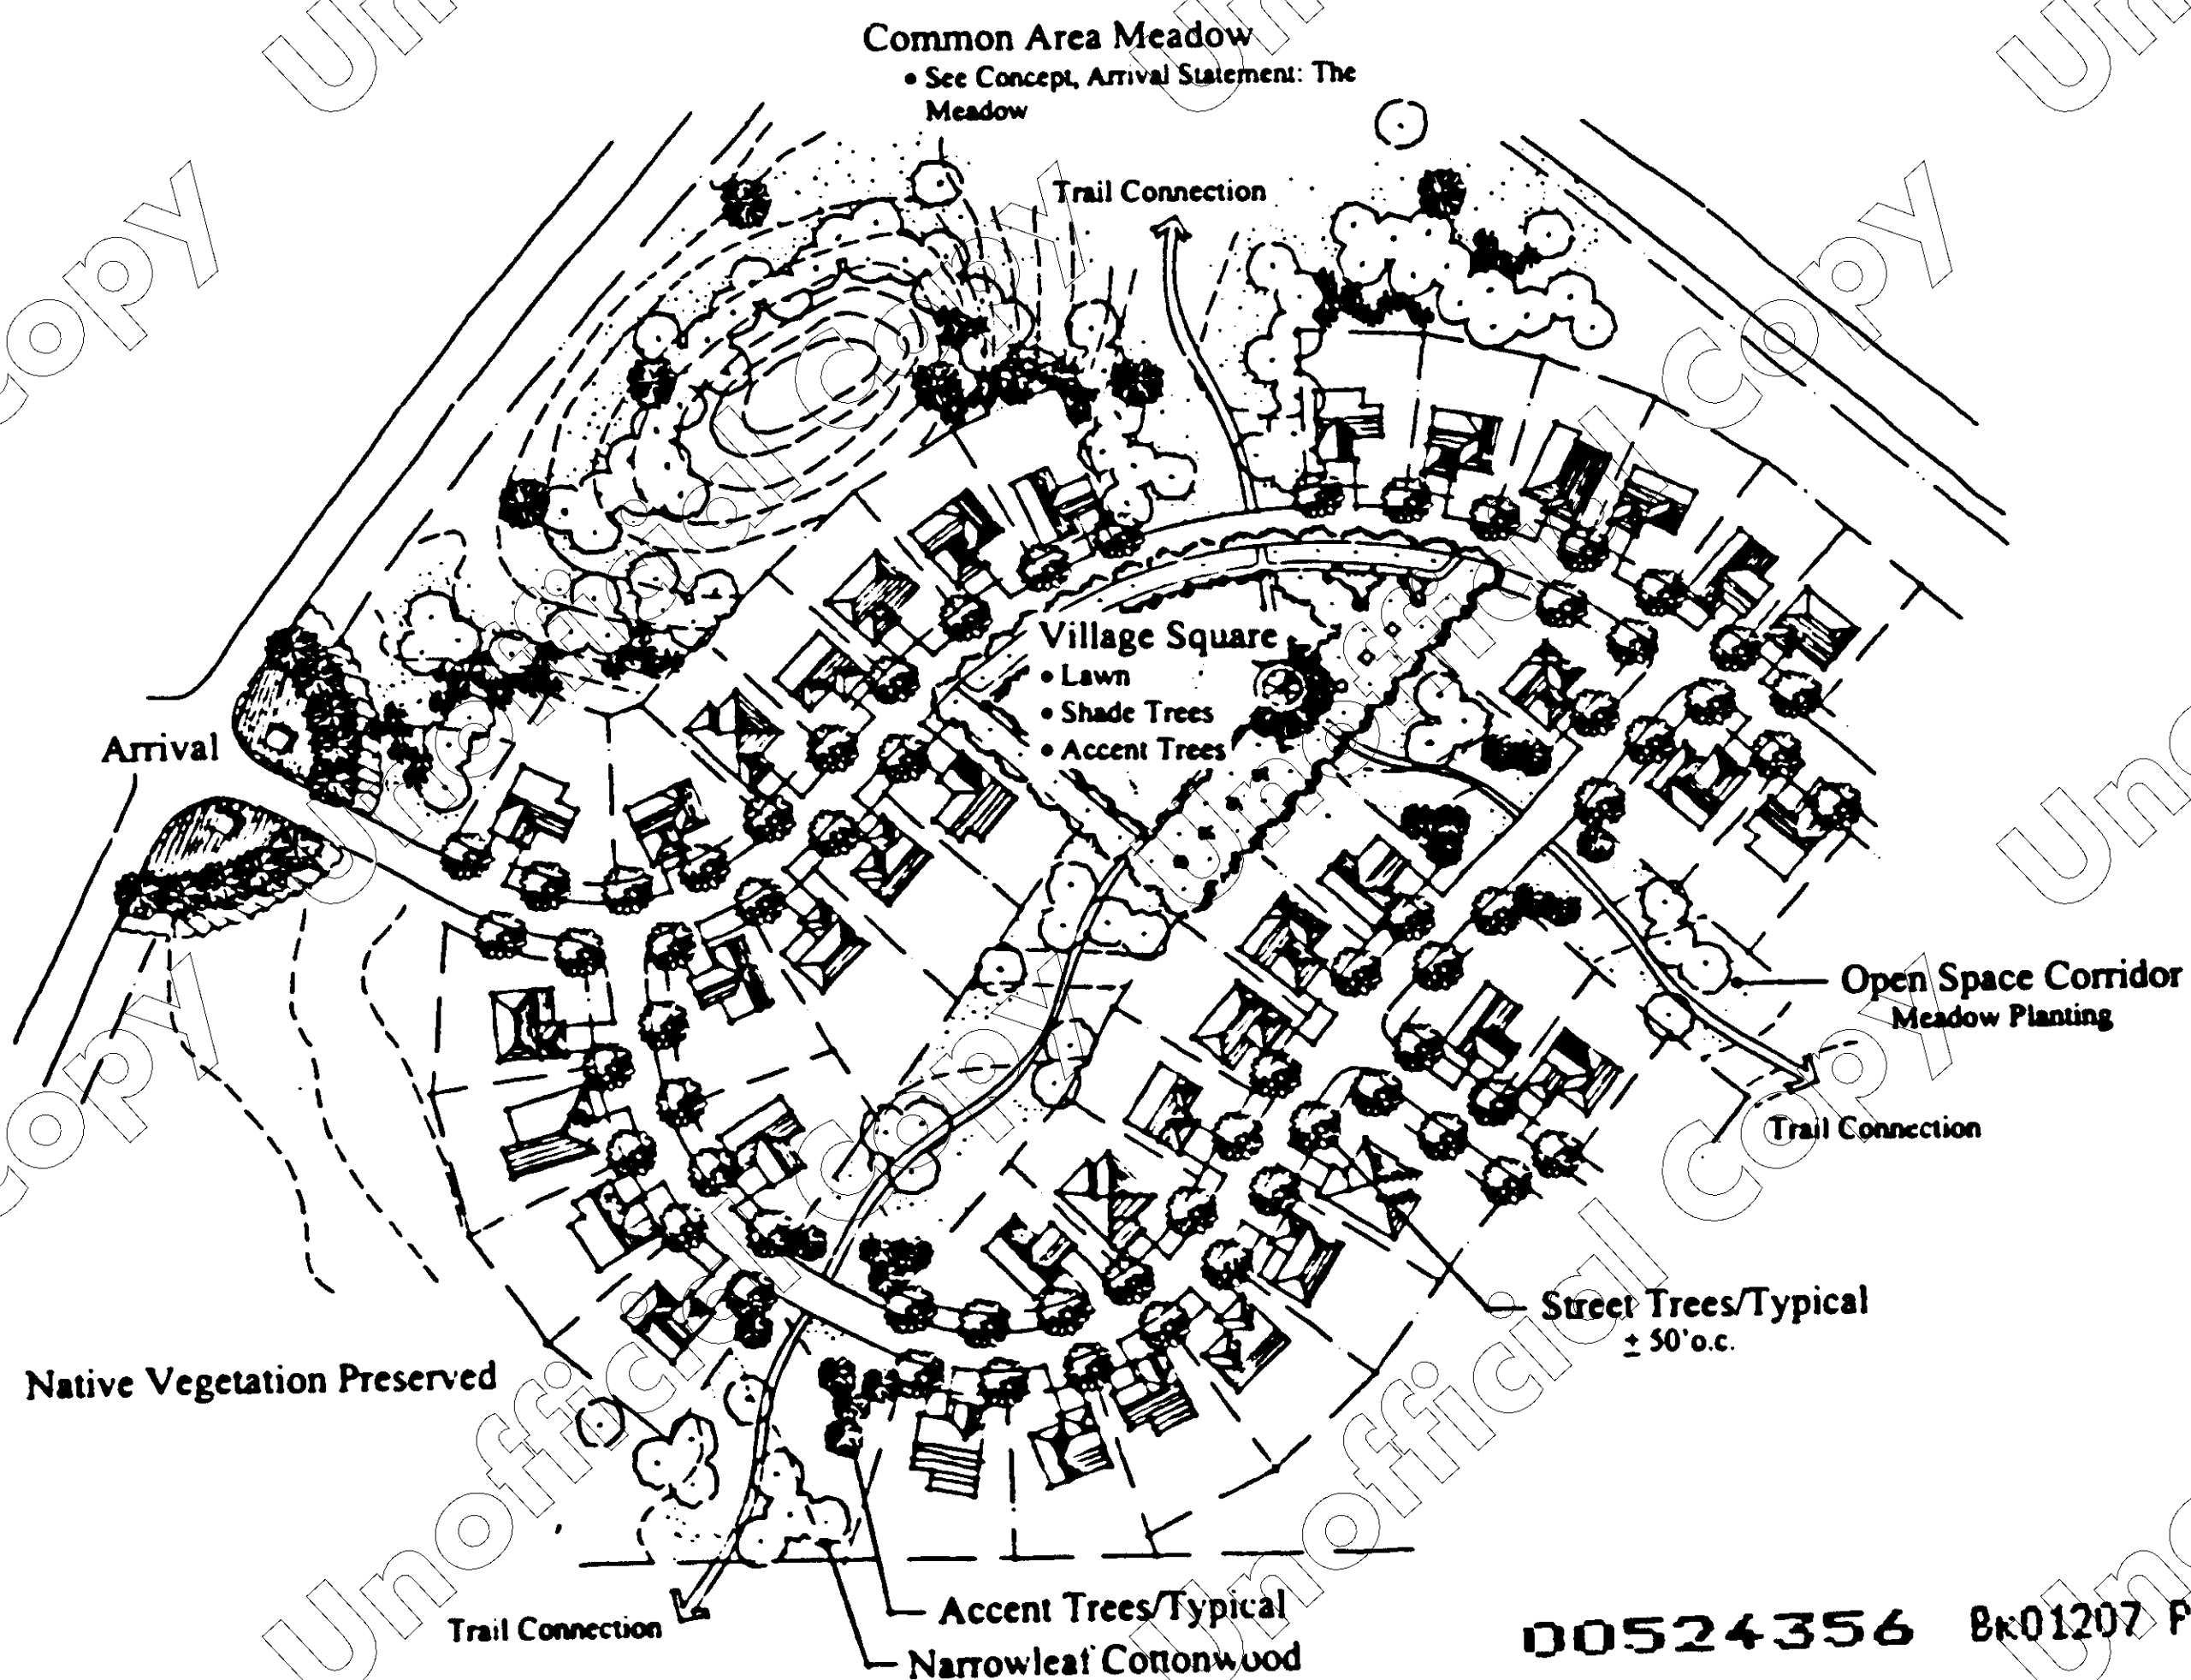 Common Area Meadow
• See Concept, Arrival Statement: The
Meadow
Trail Connection
Village Square
• Lawn
• Shade Trees
• Accent Trees
Arrival
Open Space Corridor
Meadow Planting
Trail Connection
Street Trees/Typical
± 50' o.c.
Native Vegetation Preserved
Accent Trees/Typical
Trail Connection
Narrowleaf Cottonwood
00524356 BK01207 P
Unofficial Copy